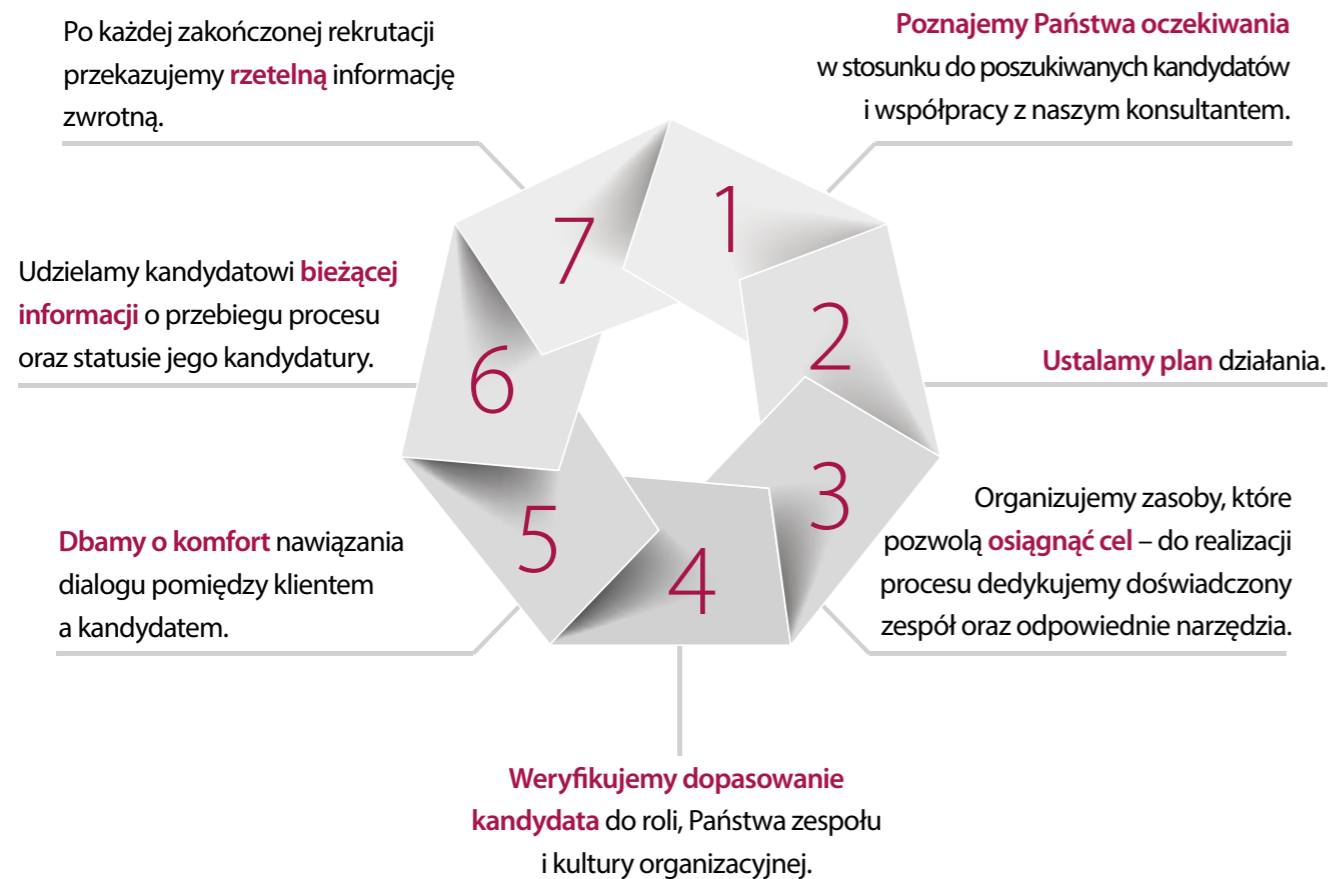 1
Poznajemy Państwa oczekiwania
w stosunku do poszukiwanych kandydatów
i współpracy z naszym konsultantem.
2
Ustalamy plan działania.
3
Organizujemy zasoby, które
pozwolą osiągnąć cel – do realizacji
procesu dedykujemy doświadczony
zespół oraz odpowiednie narzędzia.
4
Weryfikujemy dopasowanie
kandydata do roli, Państwa zespołu
i kultury organizacyjnej.
5
Dbamy o komfort nawiązania
dialogu pomiędzy klientem
a kandydatem.
6
Udzielamy kandydatowi bieżącej
informacji o przebiegu procesu
oraz statusie jego kandydatury.
7
Po każdej zakończonej rekrutacji
przekazujemy rzetelną informację
zwrotną.